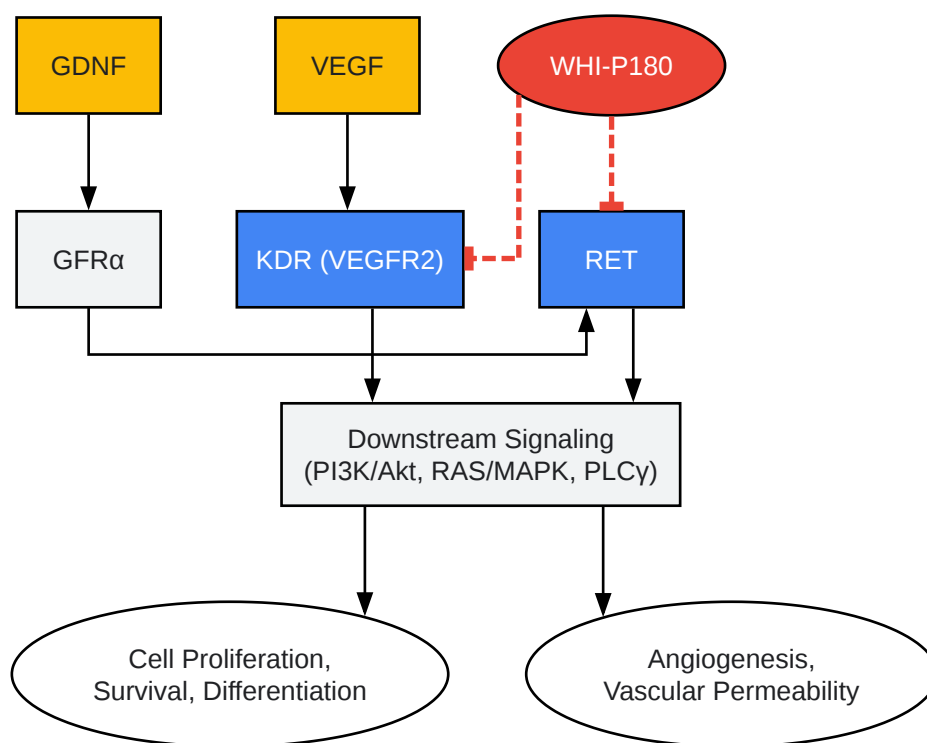 GDNF
VEGF
WHI-P180
GFRα
KDR (VEGFR2)
RET
Downstream Signaling
(PI3K/Akt, RAS/MAPK, PLCγ)
Cell Proliferation,
Survival, Differentiation
Angiogenesis,
Vascular Permeability